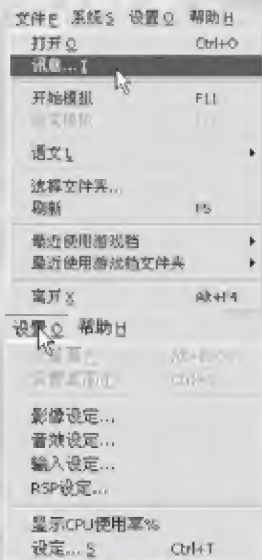 文件E 系统S 设置O 帮助H
打开O Ctrl+O
讯息... I
开始模拟 F11
语文L
选择文件夹...
刷新 F5
最近使用游戏档
最近使用游戏档文件夹
离开X Alt+F4
设置O 帮助H
影像设定...
音效设定...
输入设定...
RSP设定...
显示CPU使用率%
设定... S Ctrl+T